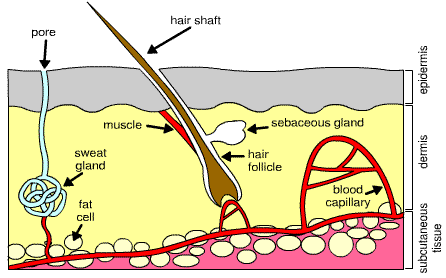 hair shaft
pore
epidermis
muscle
sebaceous gland
dermis
sweat
gland
hair
follicle
blood
capillary
fat
cell
subcutaneous
tissue